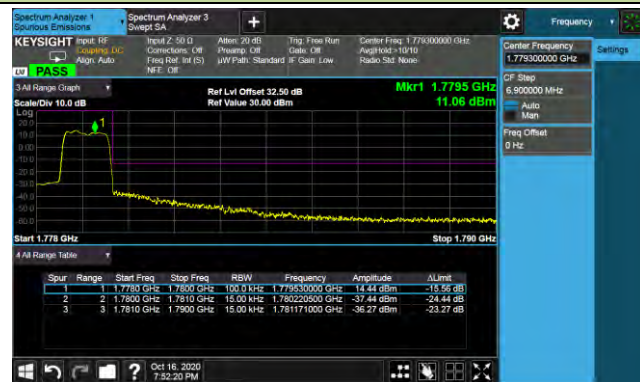 Spectrum Analyzer 1
Spurious Emissions
Spectrum Analyzer 3
Swept SA
+
Frequency
KEYSIGHT Input: RF
Coupling: DC
Align: Auto
Input Z: 50 Ω
Corrections: Off
Freq Ref: Int (S)
NFE: Off
Atten: 20 dB
Preamp: Off
µW Path: Standard
Trig: Free Run
Gate: Off
IF Gain: Low
Center Freq: 1.779300000 GHz
Avg|Hold:>10/10
Radio Std: None
PASS
3 All Range Graph
Scale/Div 10.0 dB
Ref Lvl Offset 32.50 dB
Ref Value 30.00 dBm
Mkr1 1.7795 GHz
11.06 dBm
Log
20.0
10.0
0.00
-10.0
-20.0
-30.0
-40.0
-50.0
-60.0
1
Start 1.778 GHz
Stop 1.790 GHz
4 All Range Table
Spur Range Start Freq Stop Freq RBW Frequency Amplitude ΔLimit
1 1 1.7780 GHz 1.7800 GHz 100.0 kHz 1.779530000 GHz 14.44 dBm -15.56 dB
2 2 1.7800 GHz 1.7810 GHz 15.00 kHz 1.780220500 GHz -37.44 dBm -24.44 dB
3 3 1.7810 GHz 1.7900 GHz 15.00 kHz 1.781171000 GHz -36.27 dBm -23.27 dB
Center Frequency
1.779300000 GHz
Settings
CF Step
6.900000 MHz
Auto
Man
Freq Offset
0 Hz
?
Oct 16, 2020
7:52:20 PM